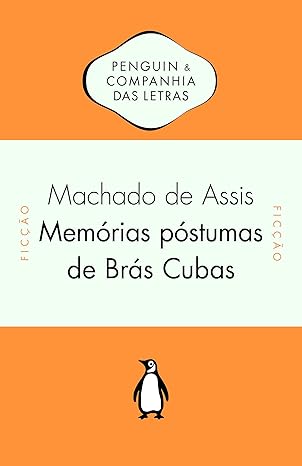 PENGUIN &
COMPANHIA
DAS LETRAS
Machado de Assis
Memórias póstumas
de Brás Cubas
FICÇÃO
FICÇÃO